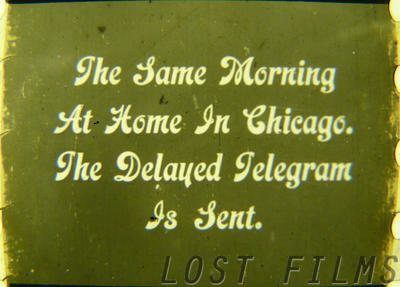 The Same Morning
At Home In Chicago.
The Delayed Telegram
Is Sent.
LOST FILMS